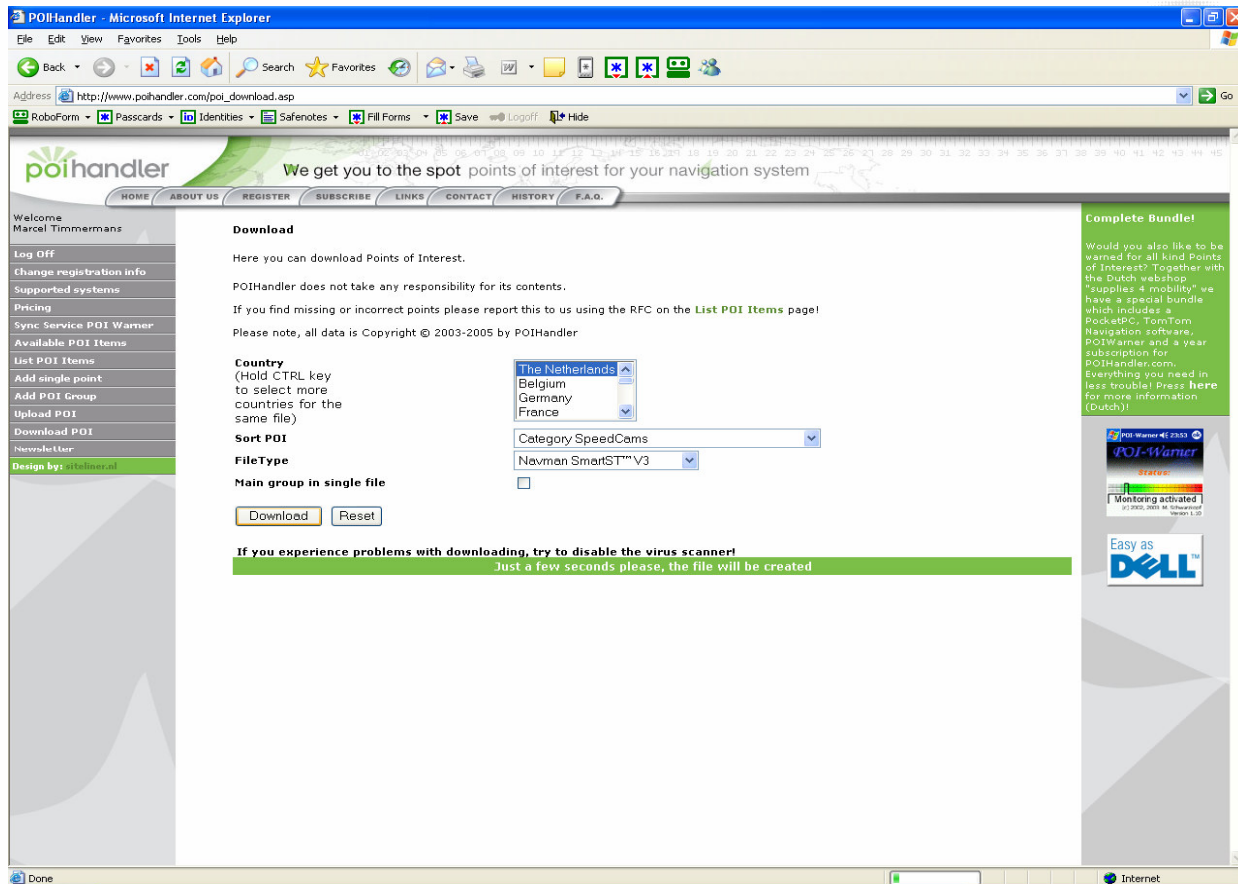 POIHandler - Microsoft Internet Explorer
File Edit View Favorites Tools Help
Back Search Favorites
Address http://www.poihandler.com/poi_download.asp Go
RoboForm Passcards Identities Safenotes Fill Forms Save Logoff Hide
poihandler
We get you to the spot points of interest for your navigation system
HOME ABOUT US REGISTER SUBSCRIBE LINKS CONTACT HISTORY F.A.Q.
Welcome
Marcel Timmermans
Log Off
Change registration info
Supported systems
Pricing
Sync Service POI Warner
Available POI Items
List POI Items
Add single point
Add POI Group
Upload POI
Download POI
Newsletter
Design by: siteliner.nl
Download
Here you can download Points of Interest.
POIHandler does not take any responsibility for its contents.
If you find missing or incorrect points please report this to us using the RFC on the List POI Items page!
Please note, all data is Copyright © 2003-2005 by POIHandler
Country
(Hold CTRL key
to select more
countries for the
same file)
The Netherlands
Belgium
Germany
France
Sort POI Category SpeedCams
FileType Navman SmartST™ V3
Main group in single file
Download Reset
If you experience problems with downloading, try to disable the virus scanner!
Just a few seconds please, the file will be created
Complete Bundle!
Would you also like to be
warned for all kind Points
of Interest? Together with
the Dutch webshop
"supplies 4 mobility" we
have a special bundle
which includes a
PocketPC, TomTom
Navigation software,
POIWarner and a year
subscription for
POIHandler.com.
Everything you need in
less trouble! Press here
for more information
(Dutch)!
POI-Warner 23:53
POI-Warner
Status:
Monitoring activated
Version 1.10
Easy as
DELL™
Done Internet